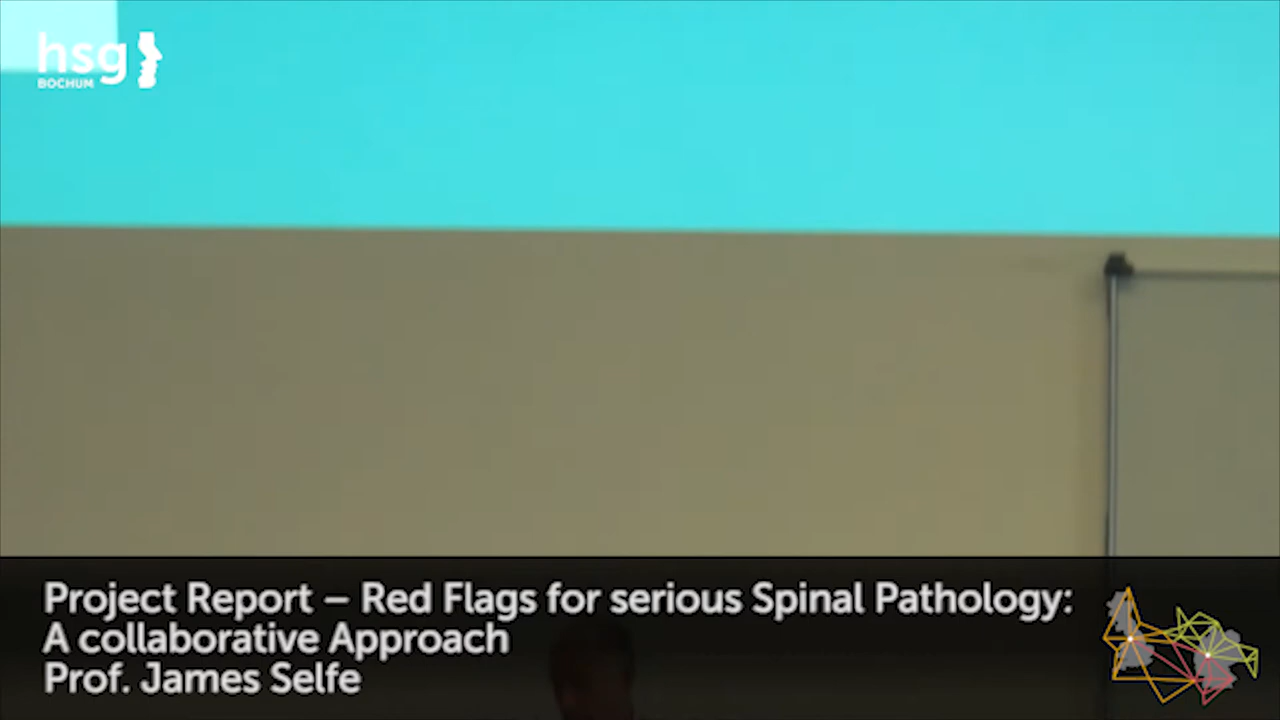 hsg
BOCHUM
Project Report – Red Flags for serious Spinal Pathology:
A collaborative Approach
Prof. James Selfe